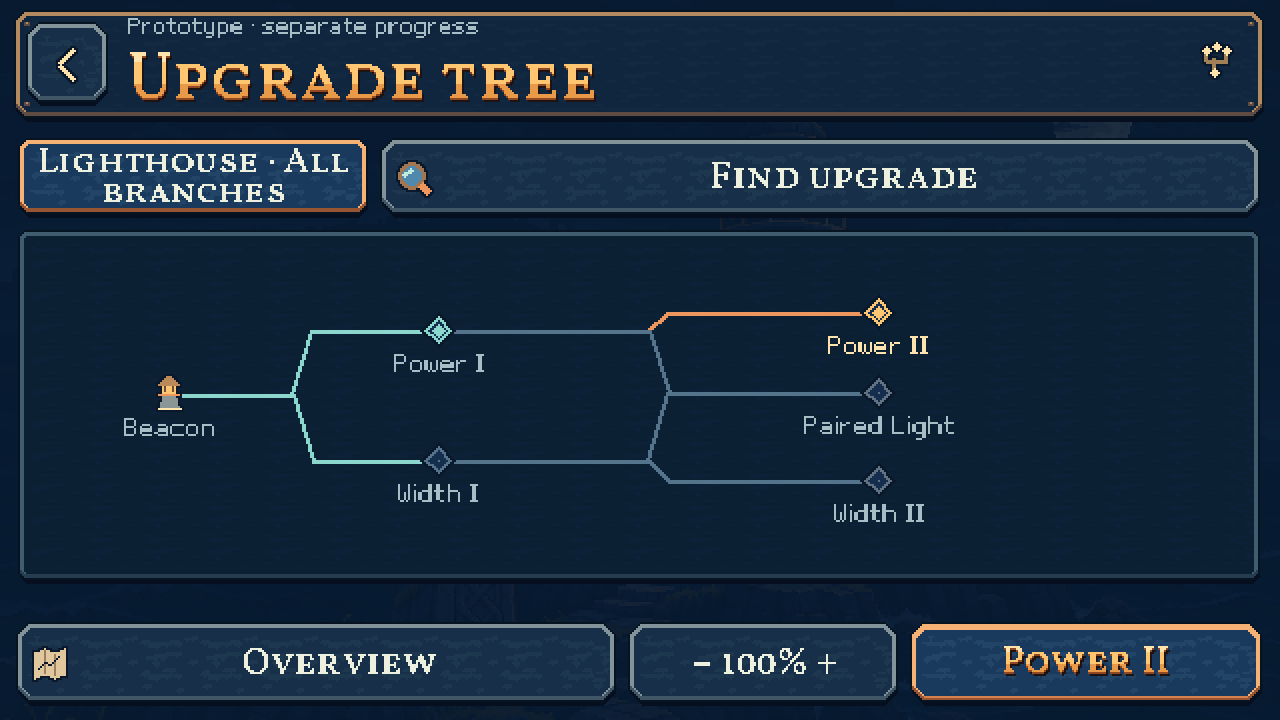 Prototype · separate progress
Upgrade tree
Lighthouse · All
branches
Find upgrade
Power II
Power I
Paired Light
Beacon
Width I
Width II
Overview
– 100% +
Power II